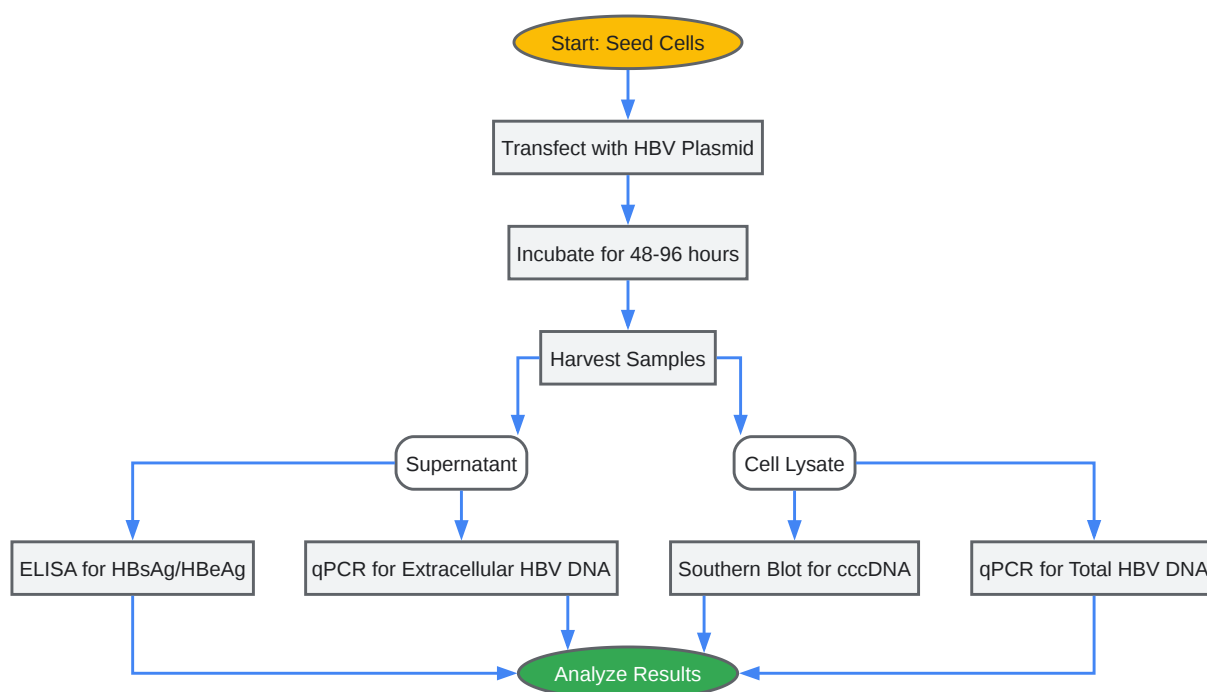 Start: Seed Cells
Transfect with HBV Plasmid
Incubate for 48-96 hours
Harvest Samples
Supernatant
Cell Lysate
ELISA for HBsAg/HBeAg
qPCR for Extracellular HBV DNA
Southern Blot for cccDNA
qPCR for Total HBV DNA
Analyze Results